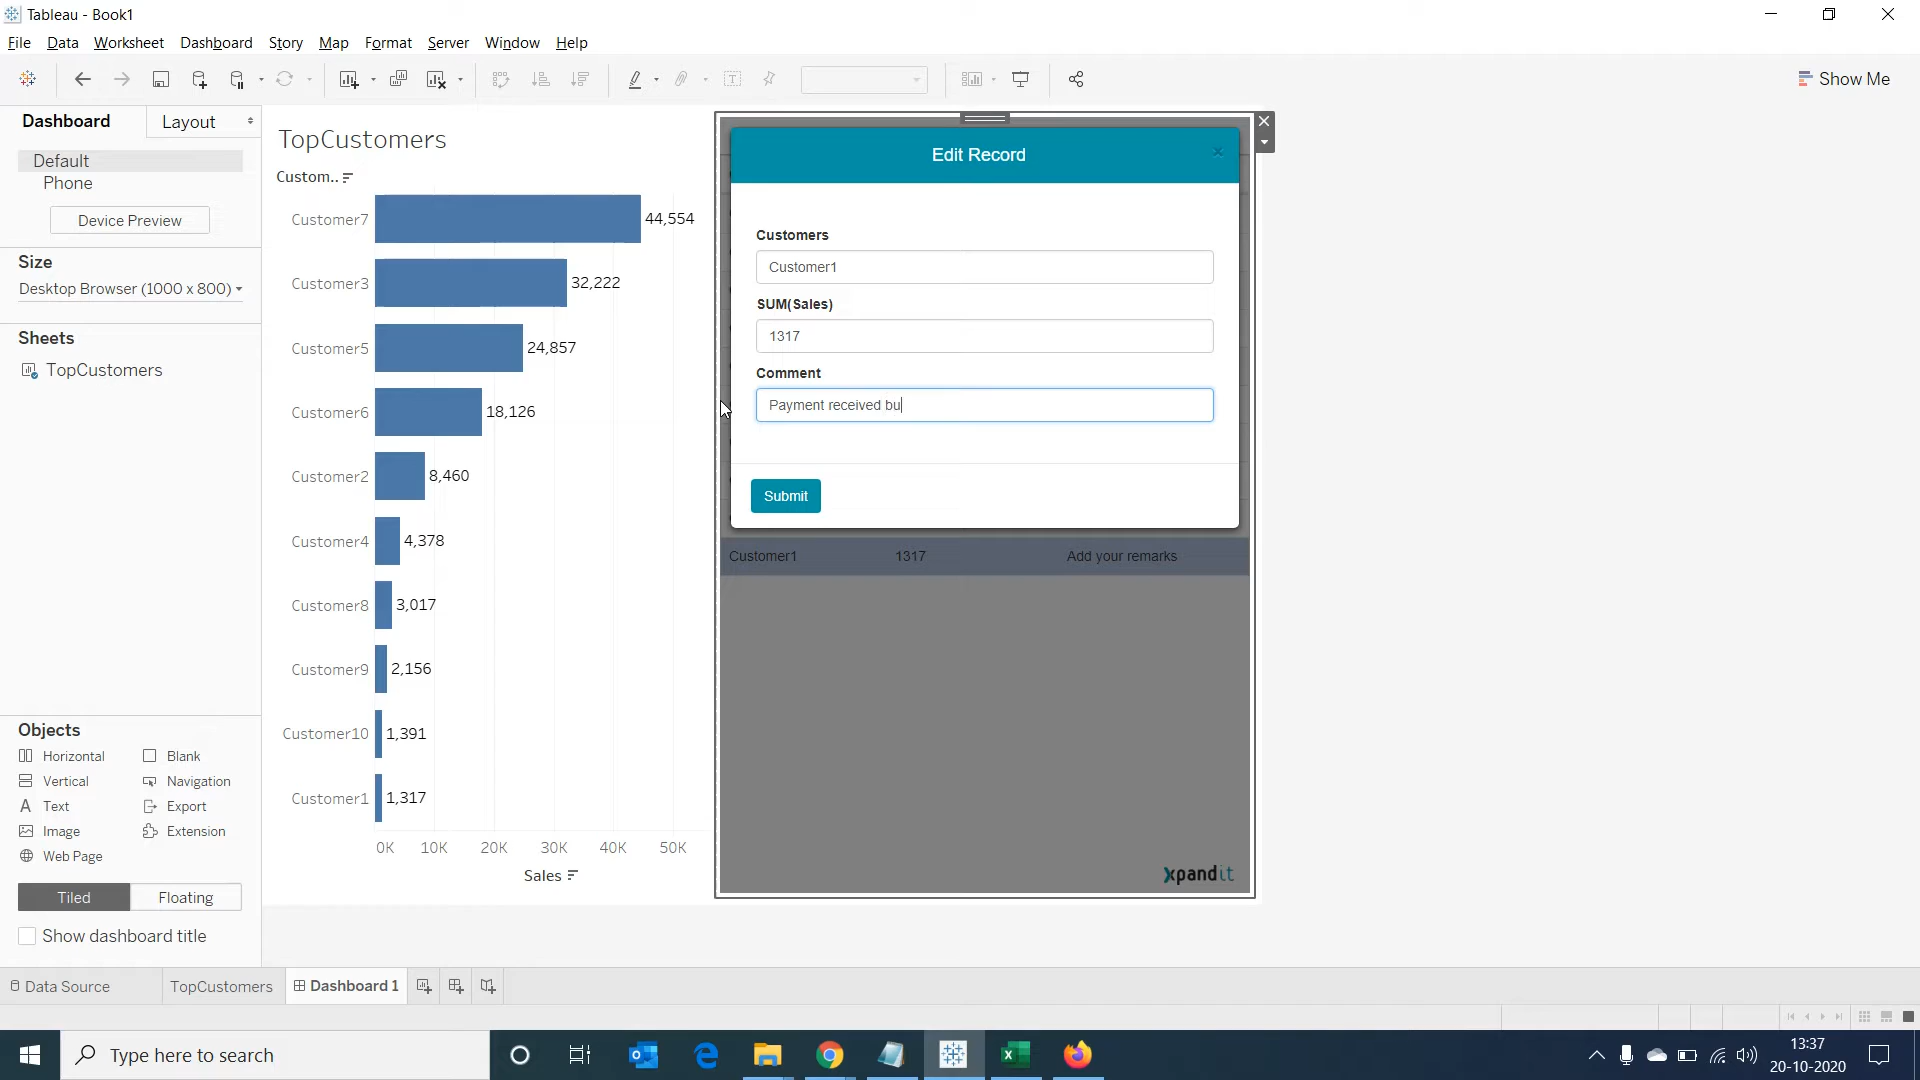 Tableau - Book1
File Data Worksheet Dashboard Story Map Format Server Window Help
Show Me
Dashboard
Layout
Default
Phone
Device Preview
Size
Desktop Browser (1000 x 800)
Sheets
TopCustomers
Objects
Horizontal
Blank
Vertical
Navigation
Text
Export
Image
Extension
Web Page
Tiled
Floating
Show dashboard title
TopCustomers
Custom..
Customer7 44,554
Customer3 32,222
Customer5 24,857
Customer6 18,126
Customer2 8,460
Customer4 4,378
Customer8 3,017
Customer9 2,156
Customer10 1,391
Customer1 1,317
0K 10K 20K 30K 40K 50K
Sales
Edit Record
Customers
Customer1
SUM(Sales)
1317
Comment
Payment received bu
Submit
Customer1 1317 Add your remarks
xpandit
Data Source
TopCustomers
Dashboard 1
Type here to search
13:37
20-10-2020